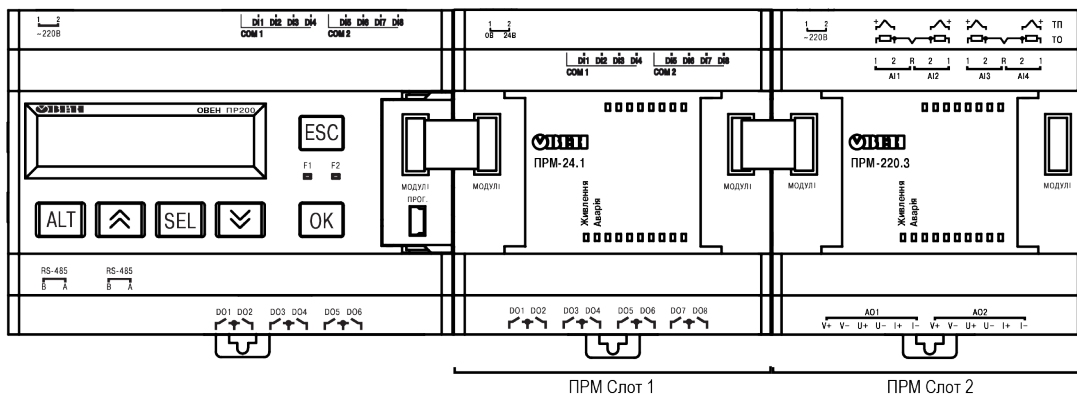 1 2
~220В
DI1 DI2 DI3 DI4 DI5 DI6 DI7 DI8
COM 1 COM 2
ОВЕН
ОВЕН ПР200
ESC
F1 F2
ALT
SEL
OK
МОДУЛІ
ПРОГ.
RS-485 RS-485
B A B A
DO1 DO2 DO3 DO4 DO5 DO6
1 2
0В 24В
DI1 DI2 DI3 DI4 DI5 DI6 DI7 DI8
COM 1 COM 2
ОВЕН
ПРМ-24.1
МОДУЛІ МОДУЛІ
Живлення
Аварія
DO1 DO2 DO3 DO4 DO5 DO6 DO7 DO8
ПРМ Слот 1
1 2
~220В
+ + + + ТП
ТО
1 2 R 2 1 1 2 R 2 1
AI1 AI2 AI3 AI4
ОВЕН
ПРМ-220.3
МОДУЛІ МОДУЛІ
Живлення
Аварія
AO1 AO2
V+ V- U+ U- I+ I- V+ V- U+ U- I+ I-
ПРМ Слот 2